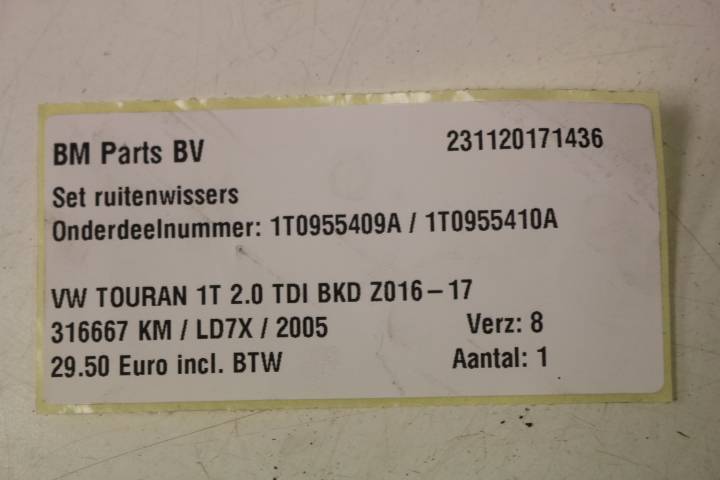 BM Parts BV 231120171436
Set ruitenwissers
Onderdeelnummer: 1T0955409A / 1T0955410A
VW TOURAN 1T 2.0 TDI BKD Z016-17
316667 KM / LD7X / 2005 Verz: 8
29.50 Euro incl. BTW Aantal: 1